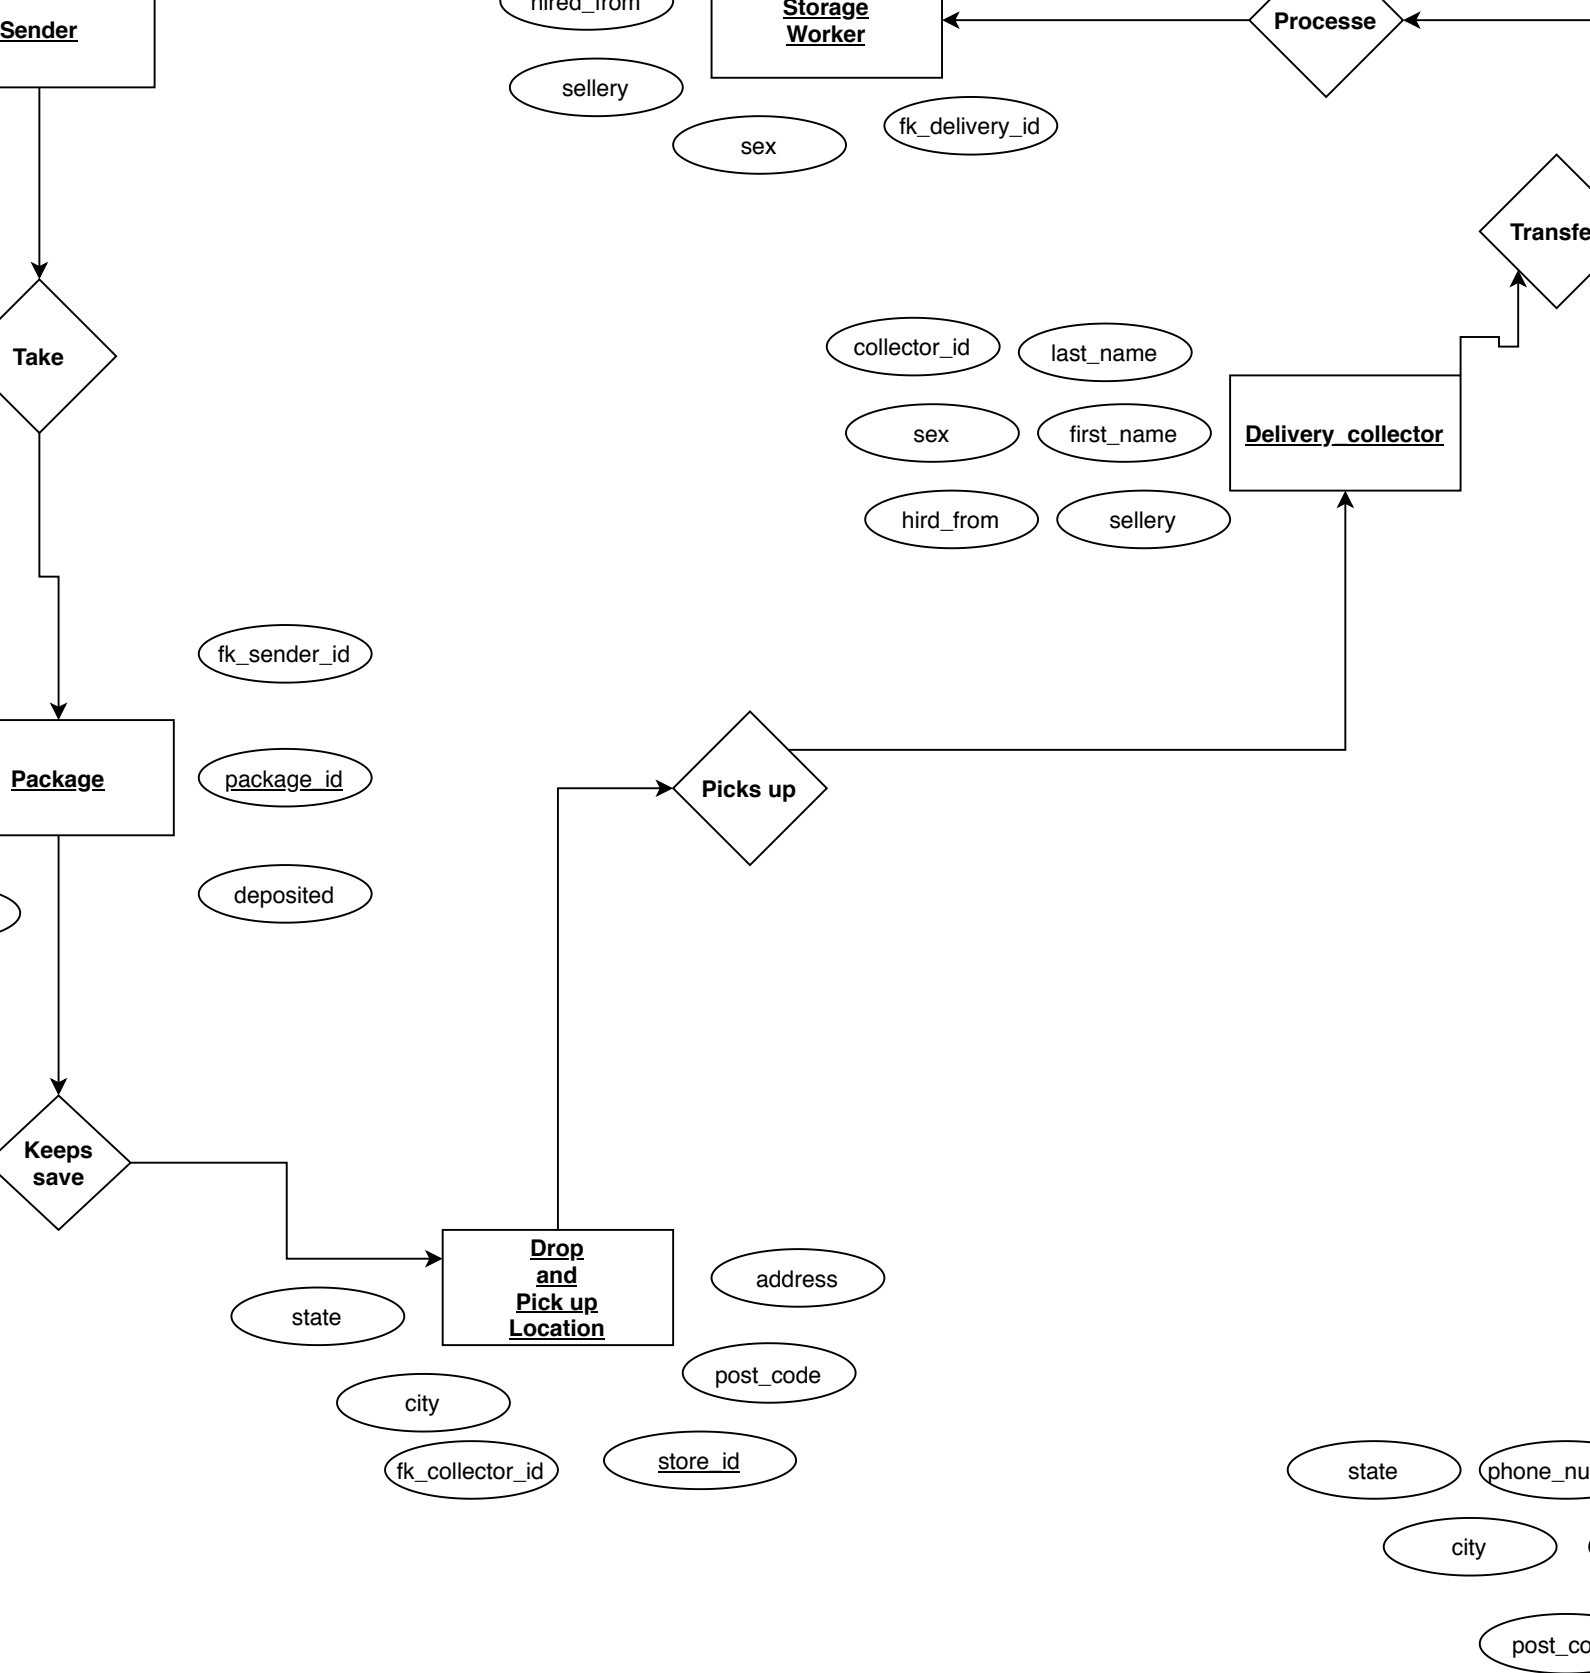 Sender
hired_from
Storage
Worker
Processe
sellery
sex
fk_delivery_id
Transfe
Take
collector_id
last_name
sex
first_name
Delivery_collector
hird_from
sellery
fk_sender_id
Package
package_id
Picks up
deposited
Keeps
save
Drop
and
Pick up
Location
address
state
post_code
city
fk_collector_id
store_id
state
phone_nu
city
post_co